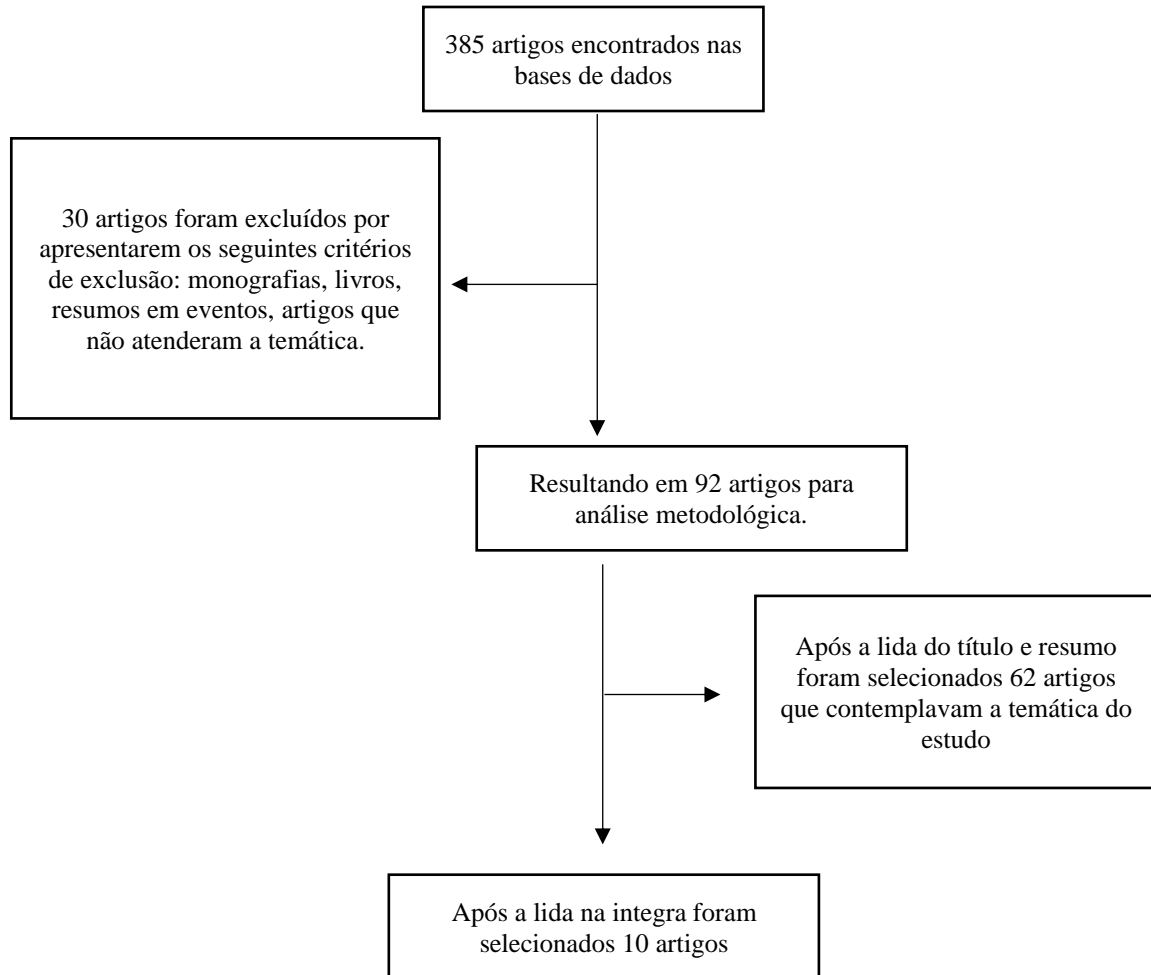 385 artigos encontrados nas
bases de dados
30 artigos foram excluídos por
apresentarem os seguintes critérios
de exclusão: monografias, livros,
resumos em eventos, artigos que
não atenderam a temática.
Resultando em 92 artigos para
análise metodológica.
Após a lida do título e resumo
foram selecionados 62 artigos
que contemplavam a temática do
estudo
Após a lida na integra foram
selecionados 10 artigos